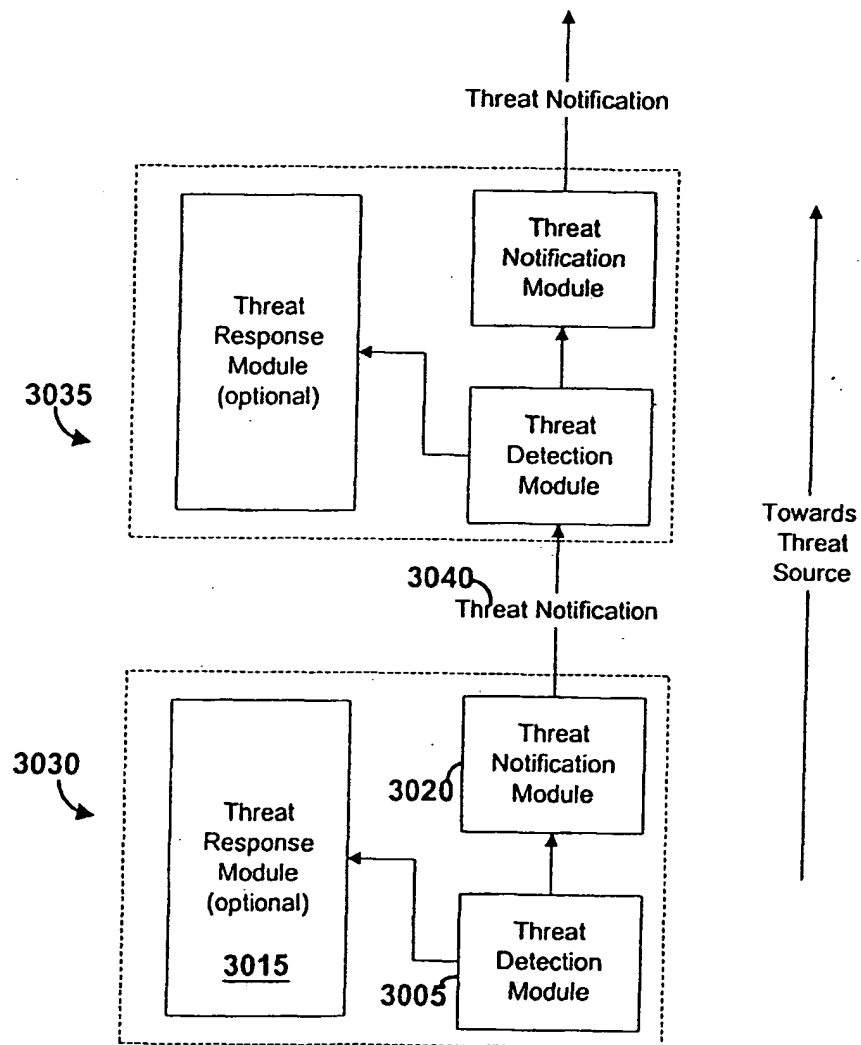 Threat Notification
Threat
Notification
Module
Threat
Response
Module
(optional)
3035
Threat
Detection
Module
Towards
Threat
Source
3040
Threat Notification
3030
Threat
Notification
Module
3020
Threat
Response
Module
(optional)
3015
Threat
Detection
Module
3005